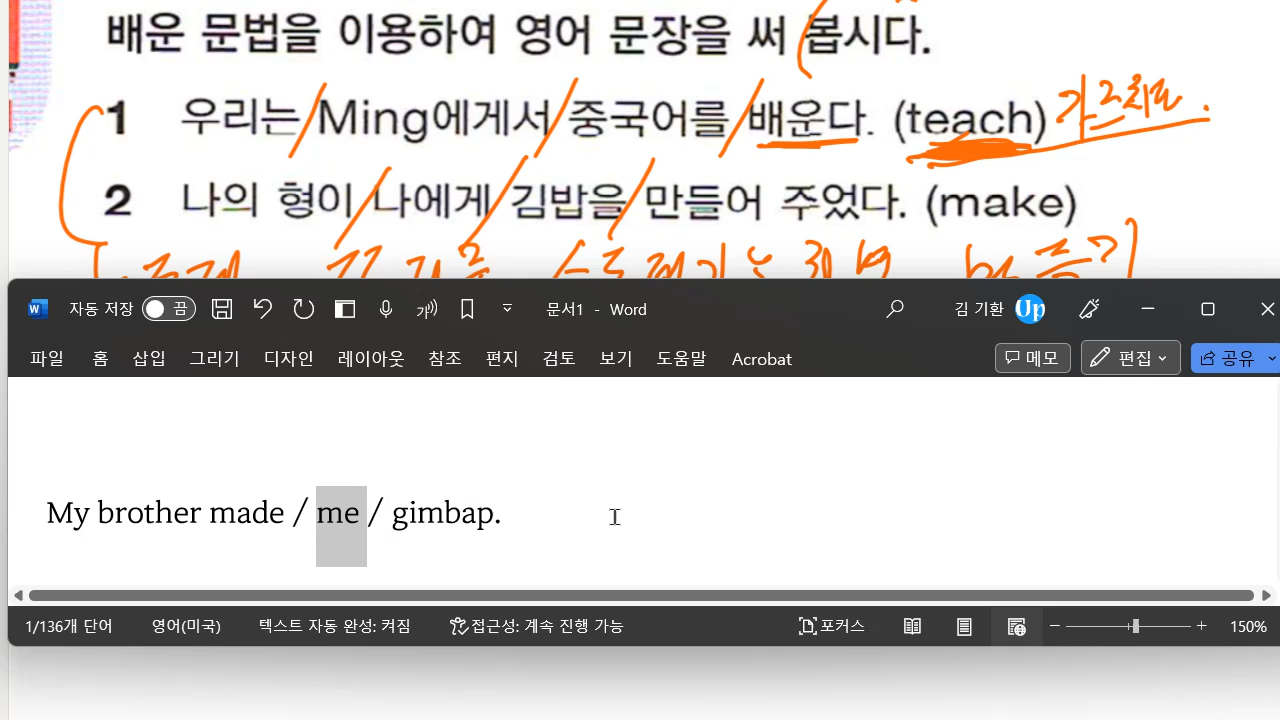 배운 문법을 이용하여 영어 문장을 써 봅시다.
1 우리는 / Ming에게서 / 중국어를 / 배운다. (teach) 가르치다.
2 나의 형이 / 나에게 / 김밥을 / 만들어 주었다. (make)
자동 저장 끔 문서1 - Word 김 기환 Up
파일 홈 삽입 그리기 디자인 레이아웃 참조 편지 검토 보기 도움말 Acrobat 메모 편집 공유
My brother made / me / gimbap.
1/136개 단어 영어(미국) 텍스트 자동 완성: 켜짐 접근성: 계속 진행 가능 포커스 150%